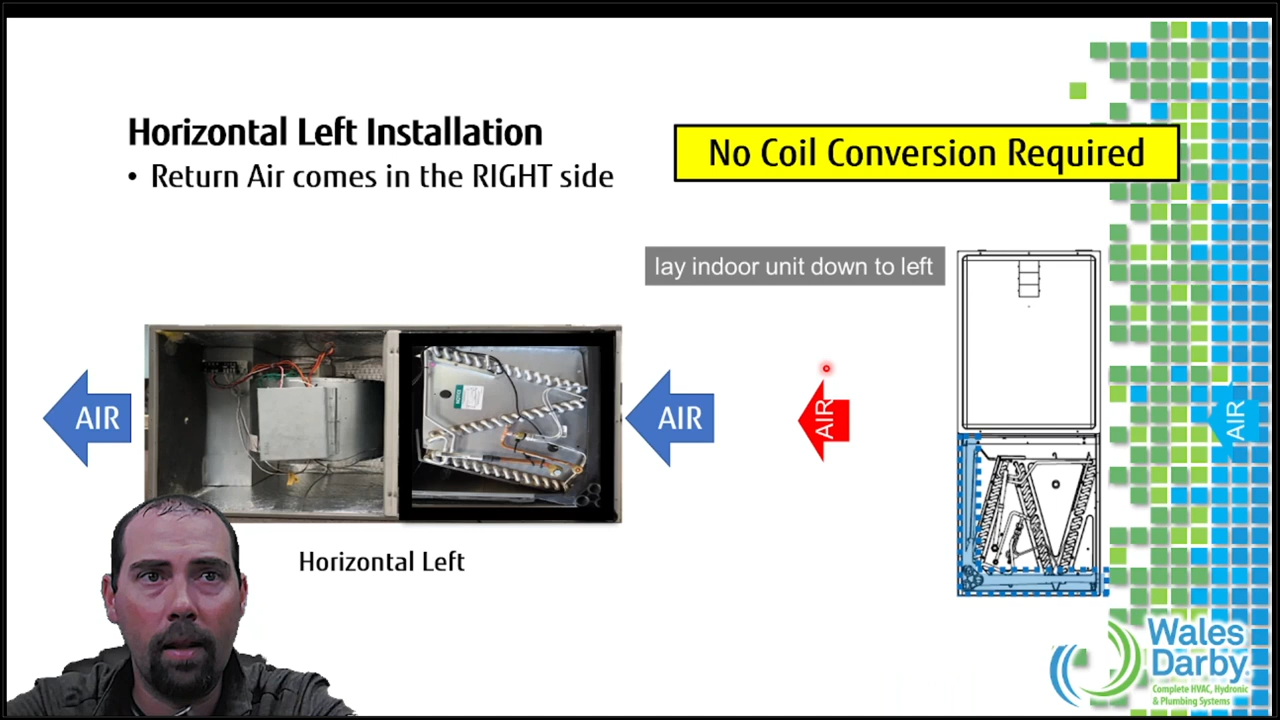 Horizontal Left Installation
• Return Air comes in the RIGHT side
No Coil Conversion Required
lay indoor unit down to left
AIR
AIR
AIR
AIR
Horizontal Left
Wales
Darby
Complete HVAC, Hydronic
& Plumbing Systems